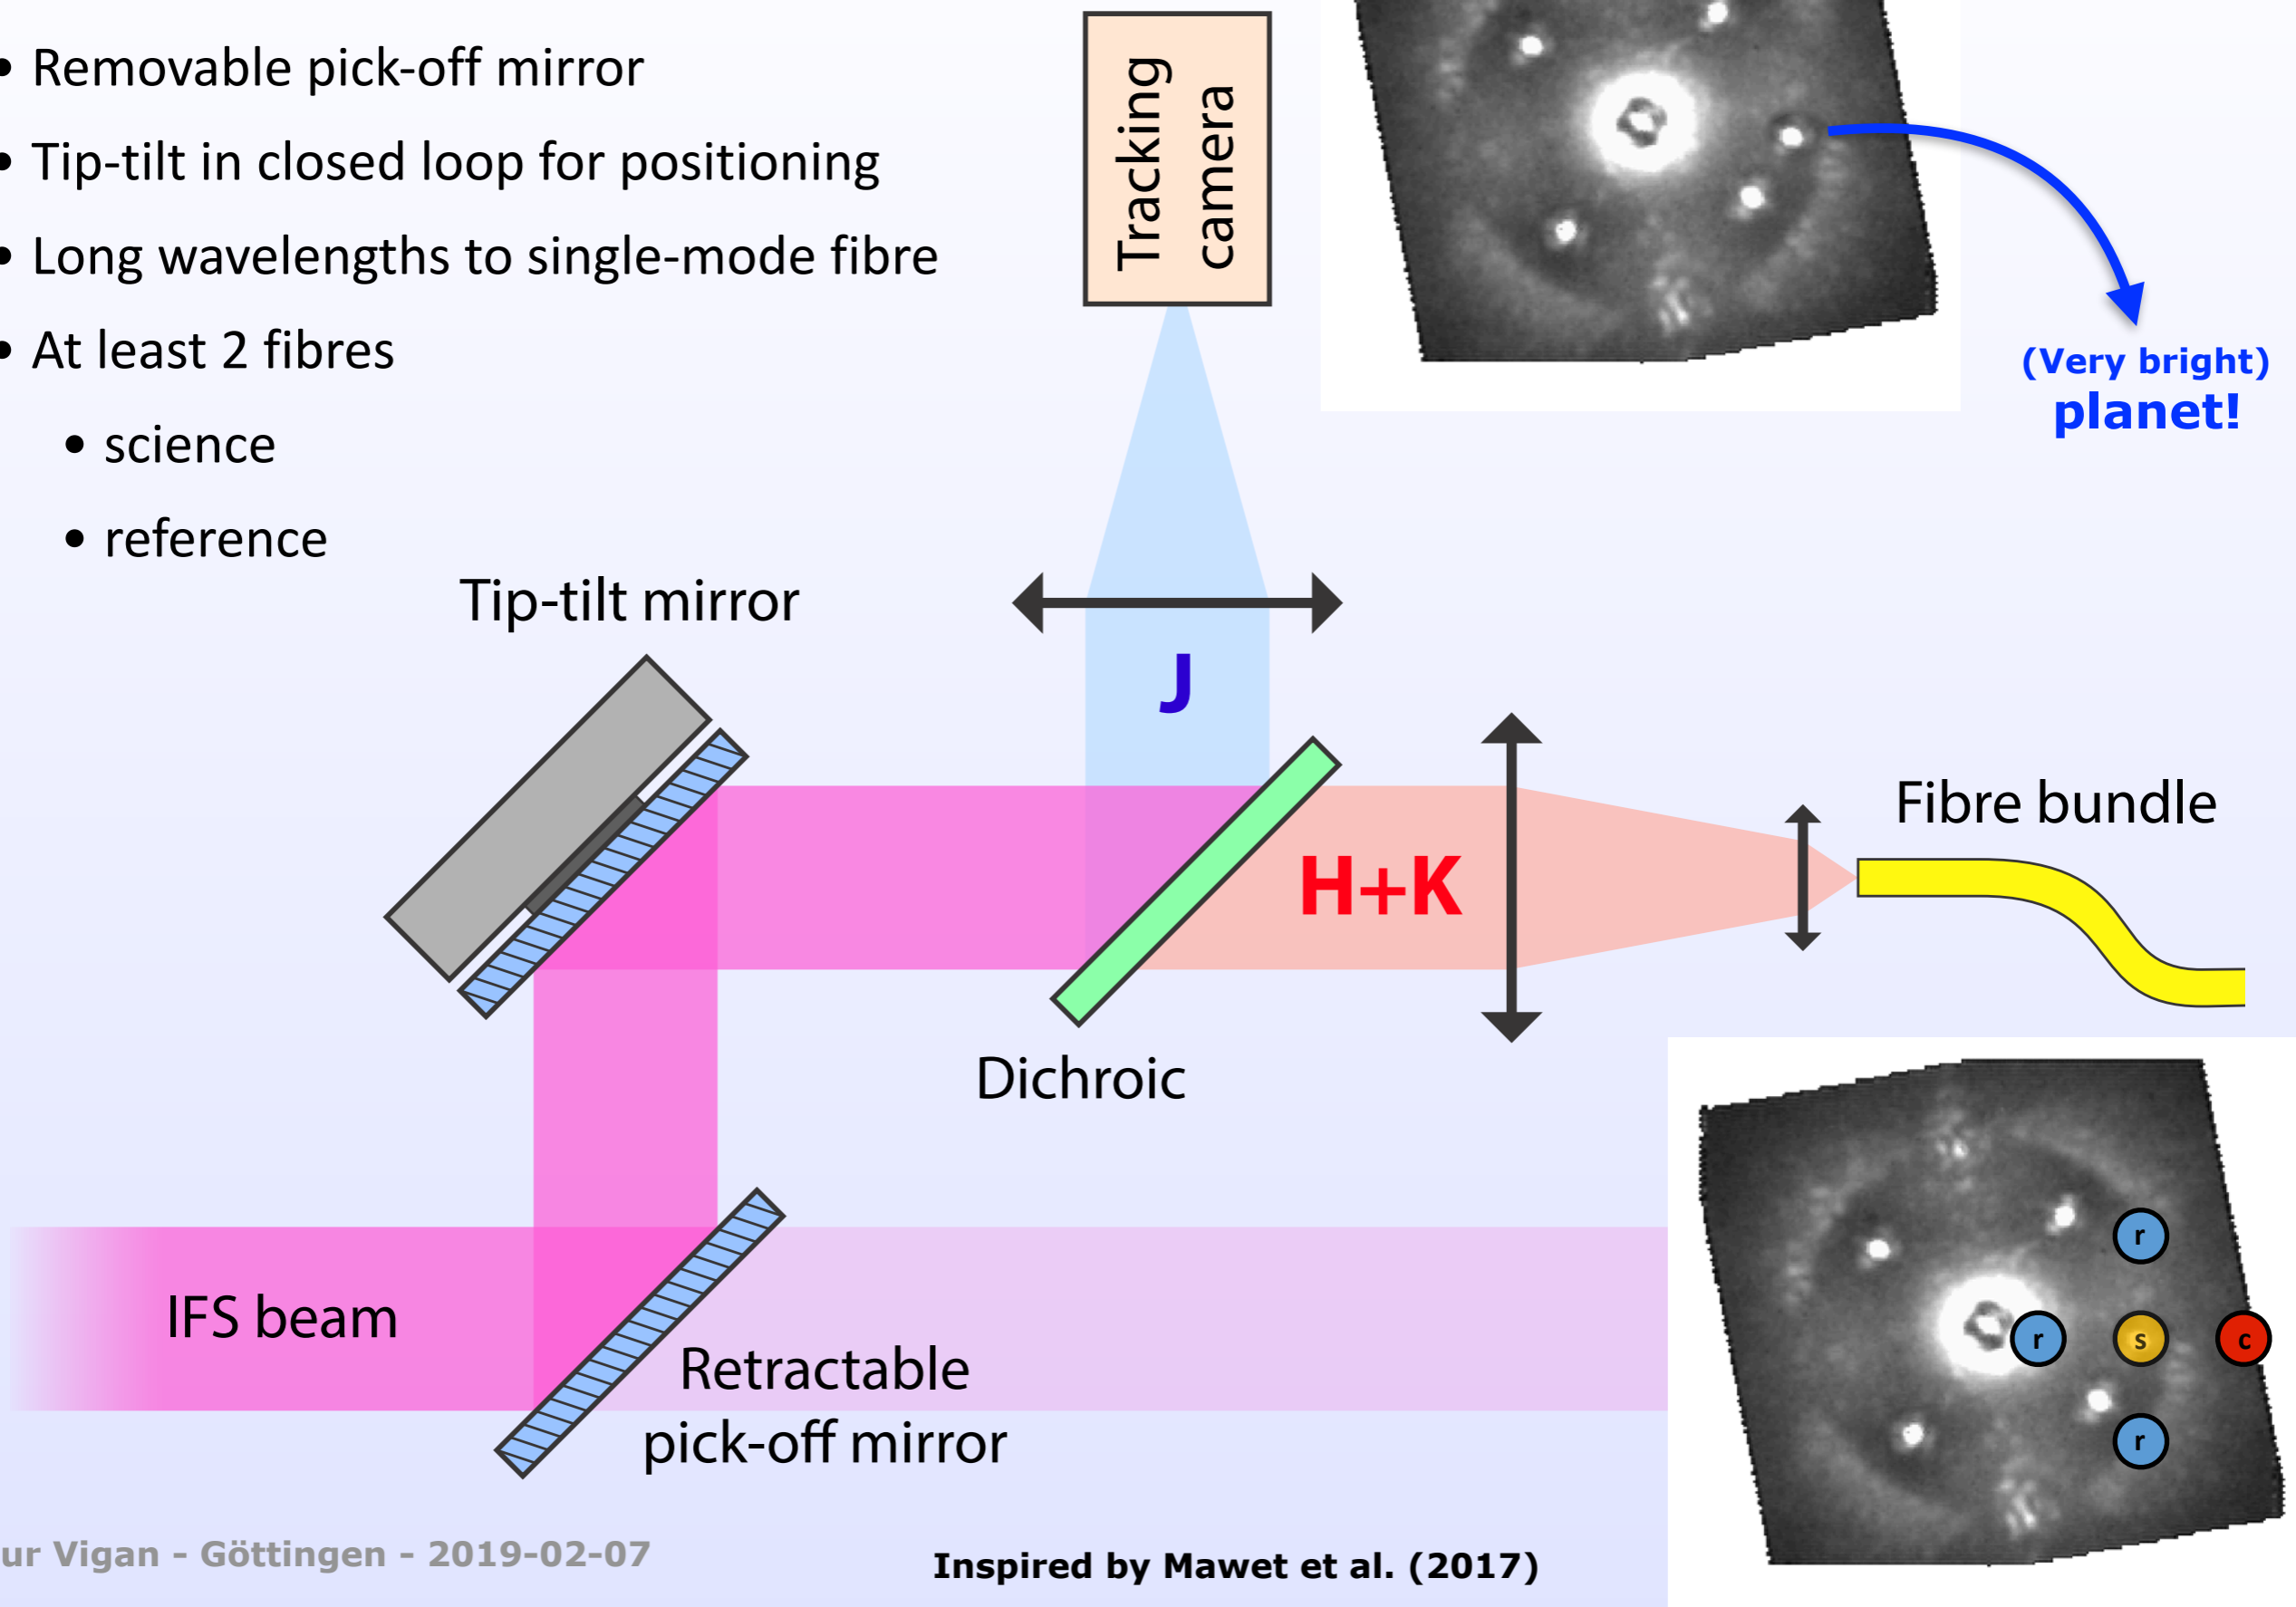 • Removable pick-off mirror
• Tip-tilt in closed loop for positioning
• Long wavelengths to single-mode fibre
• At least 2 fibres
• science
• reference
Tracking
camera
(Very bright)
planet!
Tip-tilt mirror
J
H+K
Fibre bundle
Dichroic
IFS beam
Retractable
pick-off mirror
r
r
s
c
r
ur Vigan - Göttingen - 2019-02-07
Inspired by Mawet et al. (2017)